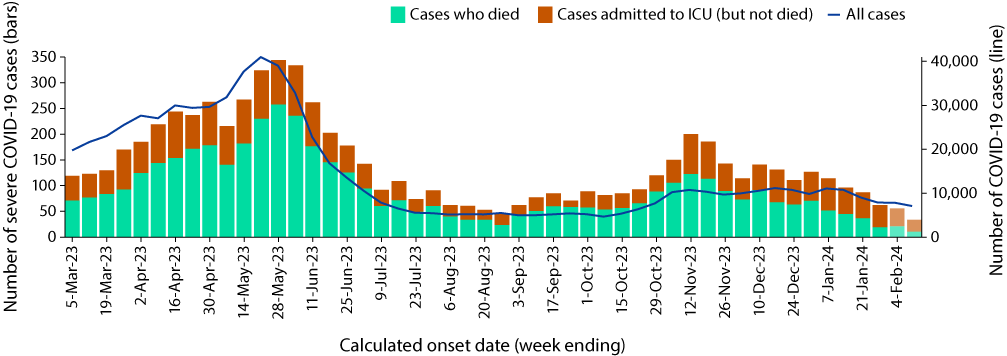 Cases who died
Cases admitted to ICU (but not died)
All cases
Number of severe COVID-19 cases (bars)
350
300
250
200
150
100
50
0
Number of COVID-19 cases (line)
40,000
30,000
20,000
10,000
0
5-Mar-23
19-Mar-23
2-Apr-23
16-Apr-23
30-Apr-23
14-May-23
28-May-23
11-Jun-23
25-Jun-23
9-Jul-23
23-Jul-23
6-Aug-23
20-Aug-23
3-Sep-23
17-Sep-23
1-Oct-23
15-Oct-23
29-Oct-23
12-Nov-23
26-Nov-23
10-Dec-23
24-Dec-23
7-Jan-24
21-Jan-24
4-Feb-24
Calculated onset date (week ending)